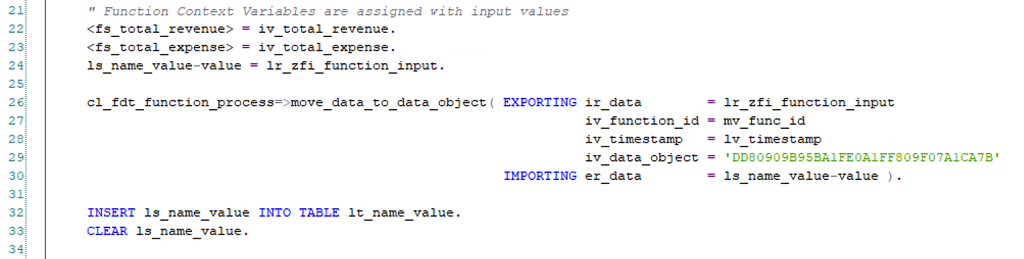 21 " Function Context Variables are assigned with input values
22 <fs_total_revenue> = iv_total_revenue.
23 <fs_total_expense> = iv_total_expense.
24 ls_name_value-value = lr_zfi_function_input.
25
26 cl_fdt_function_process=>move_data_to_data_object( EXPORTING ir_data = lr_zfi_function_input
27 iv_function_id = mv_func_id
28 iv_timestamp = lv_timestamp
29 iv_data_object = 'DD80909B95BA1FE0A1FF809F07A1CA7B'
30 IMPORTING er_data = ls_name_value-value ).
31
32 INSERT ls_name_value INTO TABLE lt_name_value.
33 CLEAR ls_name_value.
34